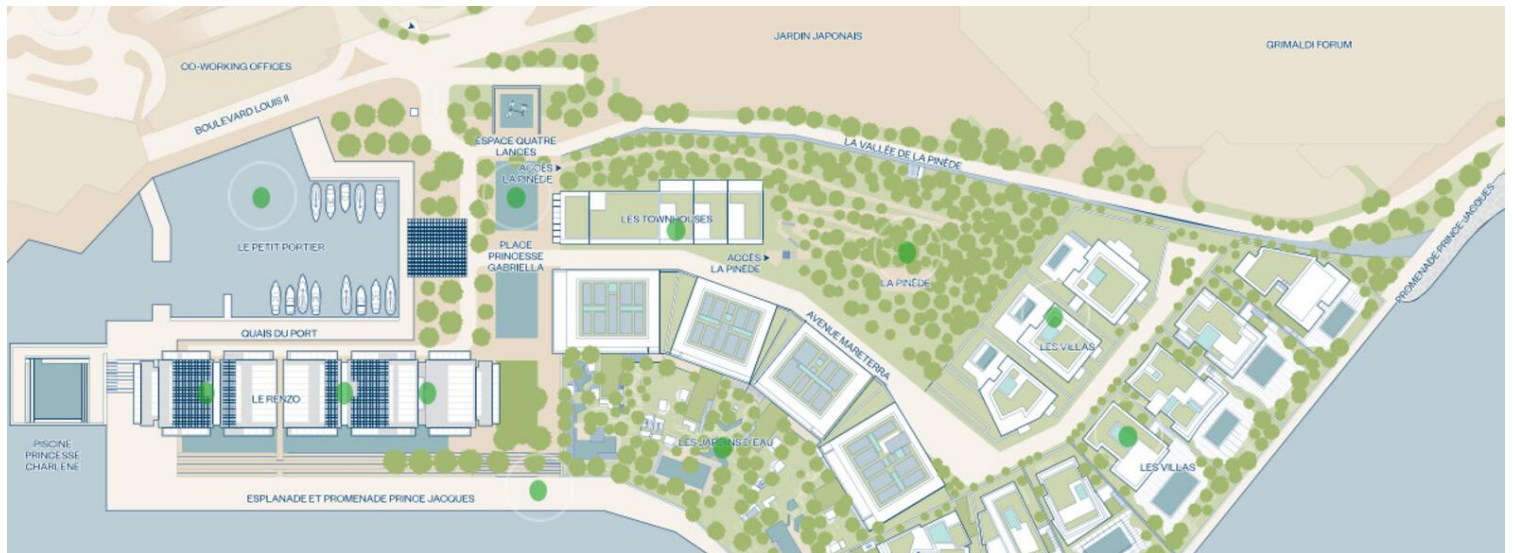 JARDIN JAPONAIS
GRIMALDI FORUM
CO-WORKING OFFICES
BOULEVARD LOUIS II
ESPACE QUATRE
LANCES
LA VALLÉE DE LA PINÈDE
ACCÈS
LA PINÈDE
PROMENADE PRINCE JACQUES
LES TOWNHOUSES
LE PETIT PORTIER
PLACE
PRINCESSE
GABRIELLA
ACCÈS
LA PINÈDE
LA PINÈDE
QUAIS DU PORT
AVENUE MARETERRA
LES VILLAS
LE RENZO
PISCINE
PRINCESSE
CHARLÈNE
LES JARDINS D'EAU
LES VILLAS
ESPLANADE ET PROMENADE PRINCE JACQUES